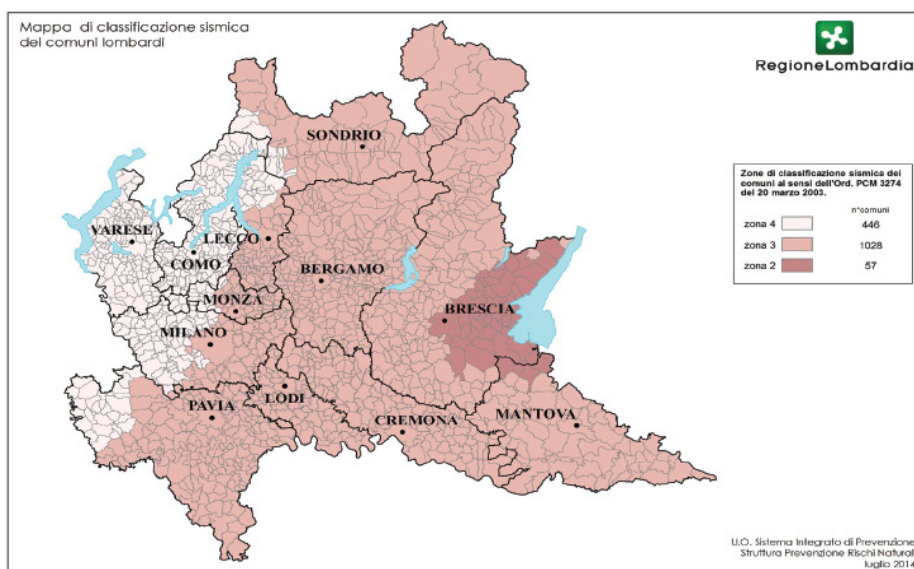 Mappa di classificazione sismica
dei comuni lombardi
RegioneLombardia
SONDRIO
VARESE
LECCO
COMO
BERGAMO
MONZA
BRESCIA
MILANO
LODI
PAVIA
CREMONA
MANTOVA
Zone di classificazione sismica dei
comuni ai sensi dell'Ord. PCM 3274
del 20 marzo 2003.
n°comuni
zona 4 446
zona 3 1028
zona 2 57
U.O. Sistema Integrato di Prevenzione
Struttura Prevenzione Rischi Natural
luglio 2014